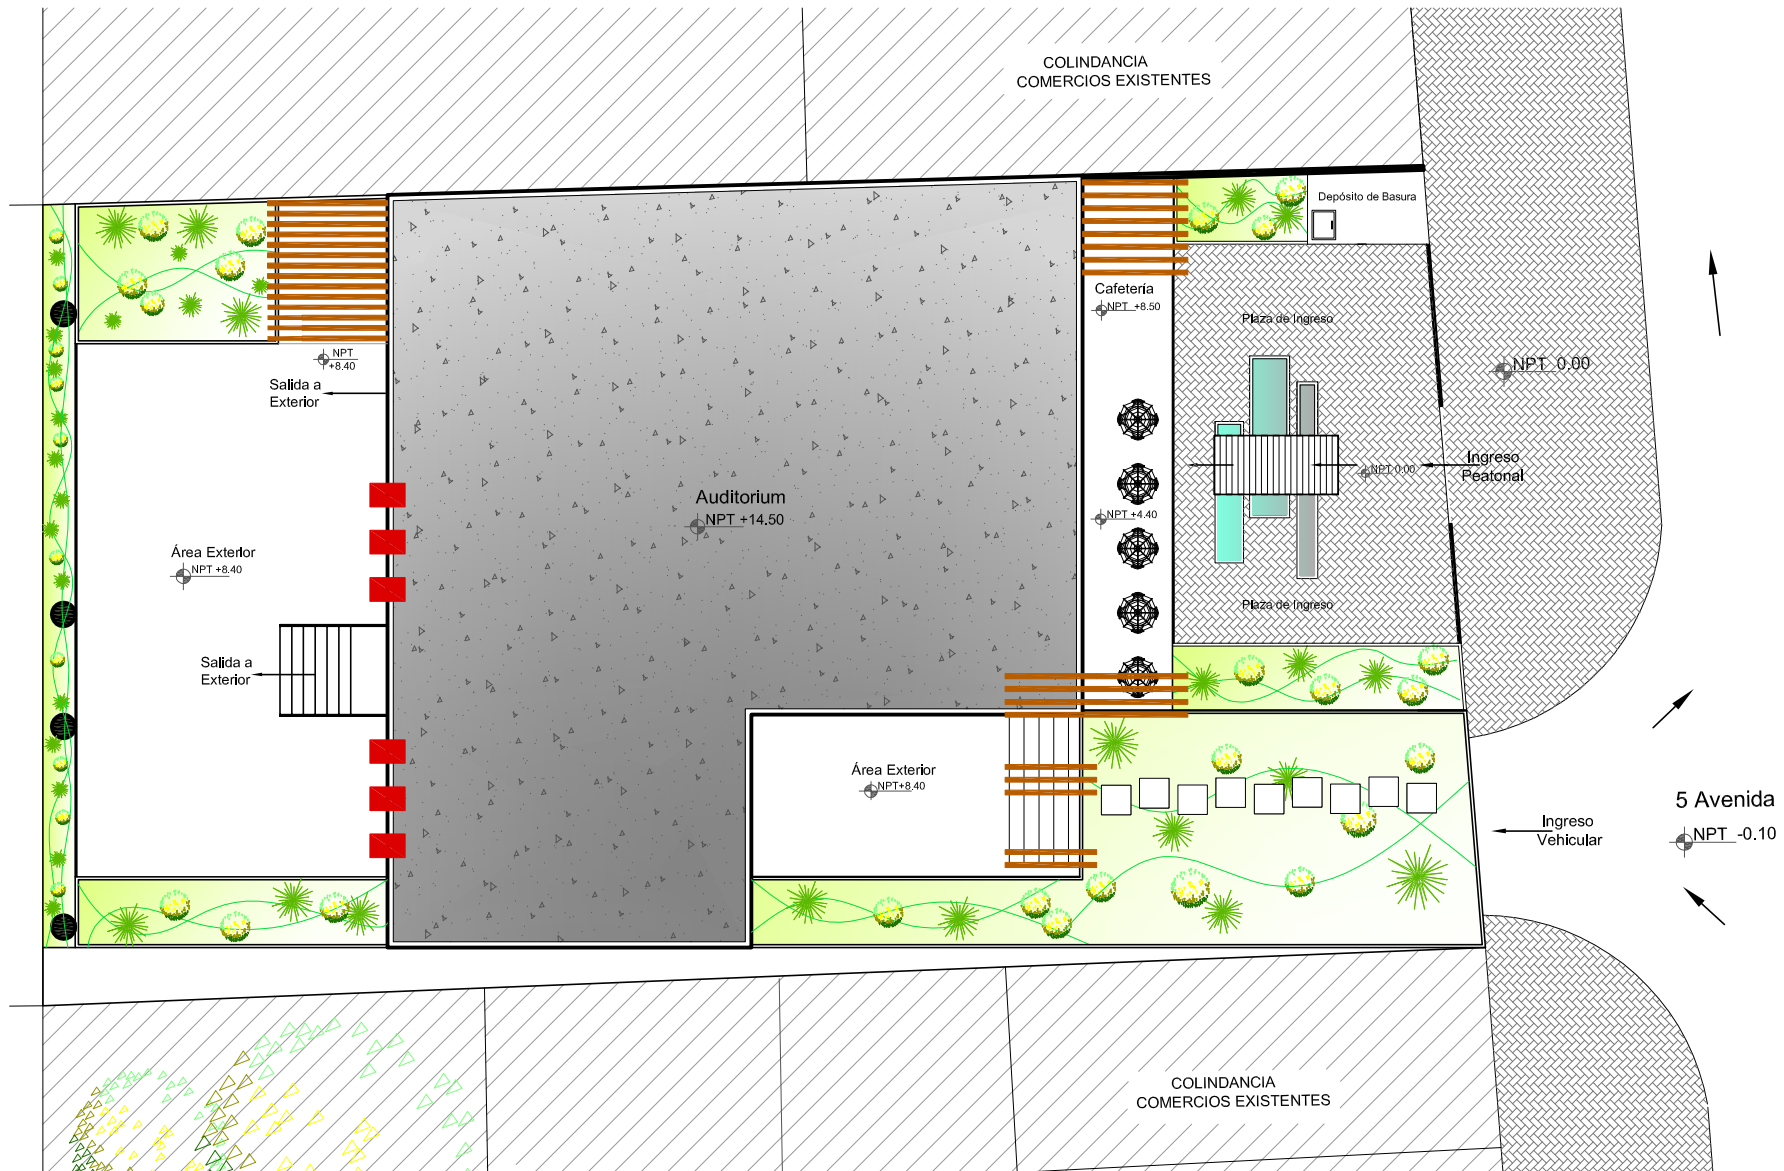 COLINDANCIA
COMERCIOS EXISTENTES
Depósito de Basura
Cafetería
NPT +8.50
Plaza de Ingreso
NPT
+8.40
NPT 0.00
Salida a
Exterior
Ingreso
Peatonal
NPT 0.00
Auditorium
NPT +14.50
NPT +4.40
Área Exterior
NPT +8.40
Plaza de Ingreso
Salida a
Exterior
Área Exterior
NPT+8.40
5 Avenida
NPT -0.10
Ingreso
Vehicular
COLINDANCIA
COMERCIOS EXISTENTES